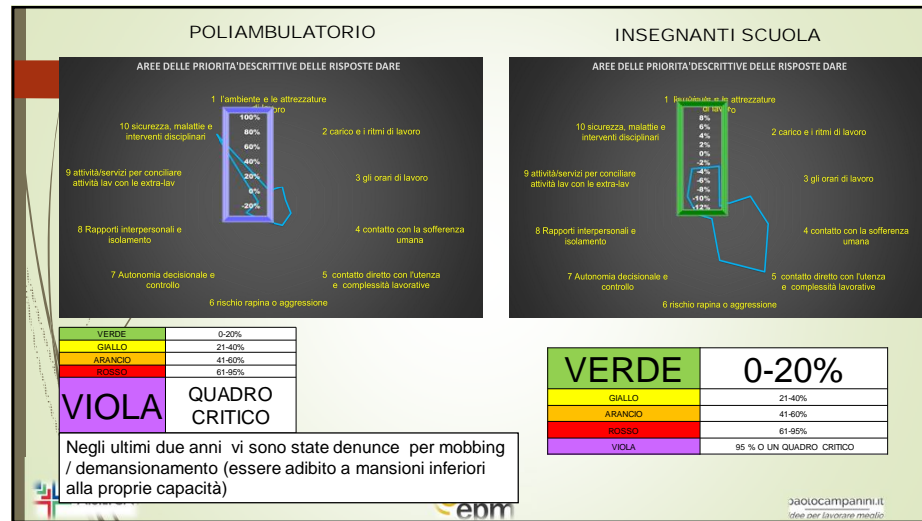 POLIAMBULATORIO
AREE DELLE PRIORITA'DESCRITTIVE DELLE RISPOSTE DARE
1 l'ambiente e le attrezzature
di lavoro
100%
80%
60%
40%
20%
0%
-20%
2 carico e i ritmi di lavoro
3 gli orari di lavoro
4 contatto con la sofferenza
umana
5 contatto diretto con l'utenza
e complessità lavorative
6 rischio rapina o aggressione
7 Autonomia decisionale e
controllo
8 Rapporti interpersonali e
isolamento
9 attività/servizi per conciliare
attività lav con le extra-lav
10 sicurezza, malattie e
interventi disciplinari
VERDE 0-20%
GIALLO 21-40%
ARANCIO 41-60%
ROSSO 61-95%
VIOLA QUADRO
CRITICO
Negli ultimi due anni vi sono state denunce per mobbing
/ demansionamento (essere adibito a mansioni inferiori
alla proprie capacità)
INSEGNANTI SCUOLA
AREE DELLE PRIORITA'DESCRITTIVE DELLE RISPOSTE DARE
1 l'ambiente e le attrezzature
di lavoro
8%
6%
4%
2%
0%
-2%
-4%
-6%
-8%
-10%
-12%
2 carico e i ritmi di lavoro
3 gli orari di lavoro
4 contatto con la sofferenza
umana
5 contatto diretto con l'utenza
e complessità lavorative
6 rischio rapina o aggressione
7 Autonomia decisionale e
controllo
8 Rapporti interpersonali e
isolamento
9 attività/servizi per conciliare
attività lav con le extra-lav
10 sicurezza, malattie e
interventi disciplinari
VERDE 0-20%
GIALLO 21-40%
ARANCIO 41-60%
ROSSO 61-95%
VIOLA 95 % O UN QUADRO CRITICO
ebm
paolocampanini.it
idee per lavorare meglio